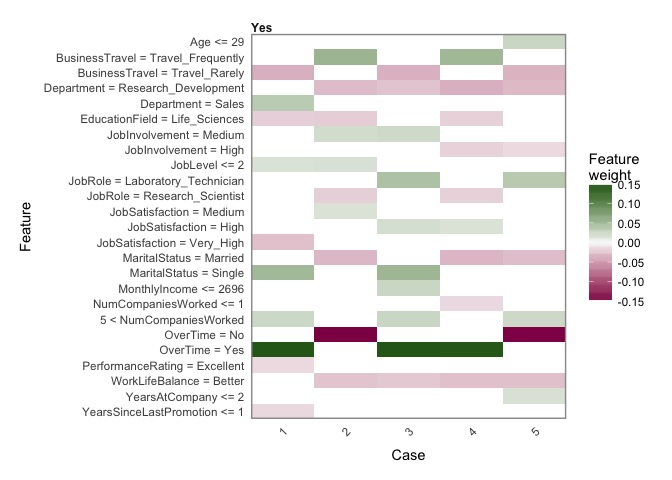 Yes
Age <= 29
BusinessTravel = Travel_Frequently
BusinessTravel = Travel_Rarely
Department = Research_Development
Department = Sales
EducationField = Life_Sciences
JobInvolvement = Medium
JobInvolvement = High
JobLevel <= 2
JobRole = Laboratory_Technician
JobRole = Research_Scientist
JobSatisfaction = Medium
JobSatisfaction = High
JobSatisfaction = Very_High
MaritalStatus = Married
MaritalStatus = Single
MonthlyIncome <= 2696
NumCompaniesWorked <= 1
5 < NumCompaniesWorked
OverTime = No
OverTime = Yes
PerformanceRating = Excellent
WorkLifeBalance = Better
YearsAtCompany <= 2
YearsSinceLastPromotion <= 1
Feature
1 2 3 4 5
Case
Feature
weight
0.15
0.10
0.05
0.00
-0.05
-0.10
-0.15